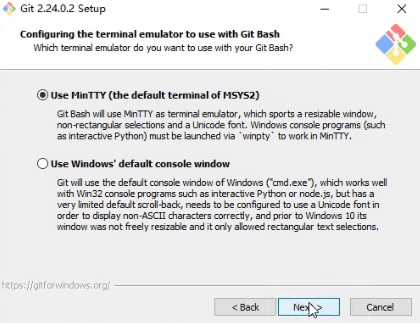 Git 2.24.0.2 Setup
Configuring the terminal emulator to use with Git Bash
Which terminal emulator do you want to use with your Git Bash?
Use MinTTY (the default terminal of MSYS2)
Git Bash will use MinTTY as terminal emulator, which sports a resizable window,
non-rectangular selections and a Unicode font. Windows console programs (such
as interactive Python) must be launched via `winpty` to work in MinTTY.
Use Windows' default console window
Git will use the default console window of Windows ("cmd.exe"), which works well
with Win32 console programs such as interactive Python or node.js, but has a
very limited default scroll-back, needs to be configured to use a Unicode font in
order to display non-ASCII characters correctly, and prior to Windows 10 its
window was not freely resizable and it only allowed rectangular text selections.
https://gitforwindows.org/
< Back
Next >
Cancel